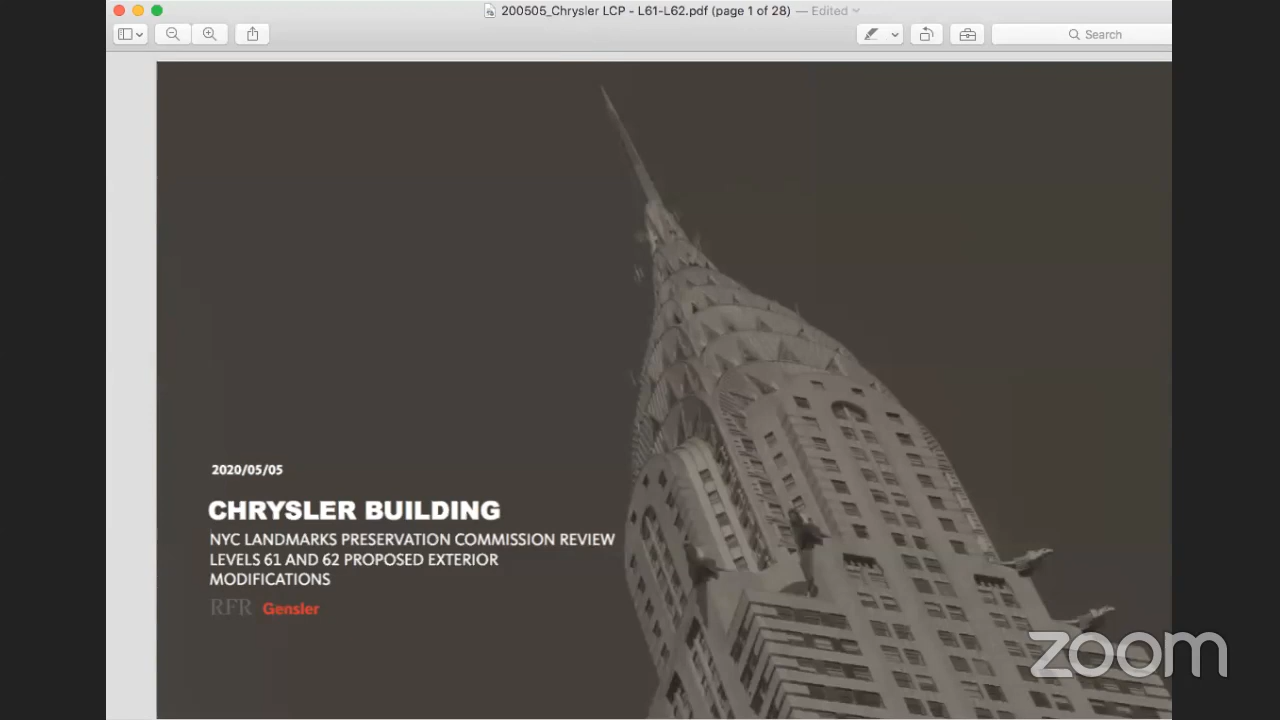 200505_Chrysler LCP - L61-L62.pdf (page 1 of 28) — Edited
Search
2020/05/05
CHRYSLER BUILDING
NYC LANDMARKS PRESERVATION COMMISSION REVIEW
LEVELS 61 AND 62 PROPOSED EXTERIOR
MODIFICATIONS
RFR Gensler
zoom